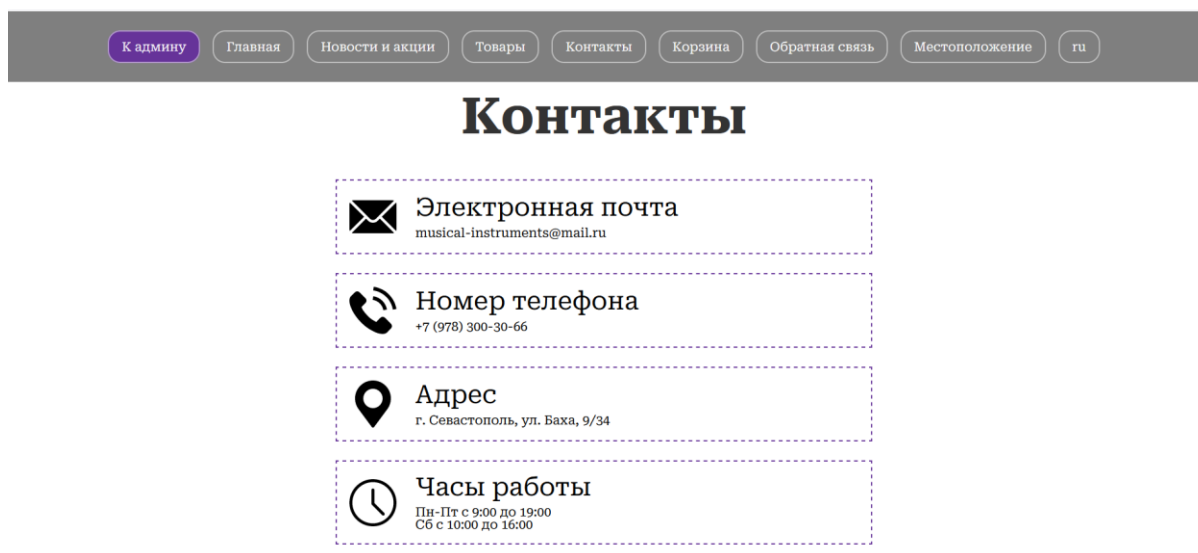 К админу Главная Новости и акции Товары Контакты Корзина Обратная связь Местоположение ru
Контакты
Электронная почта
musical-instruments@mail.ru
Номер телефона
+7 (978) 300-30-66
Адрес
г. Севастополь, ул. Баха, 9/34
Часы работы
Пн-Пт с 9:00 до 19:00
Сб с 10:00 до 16:00